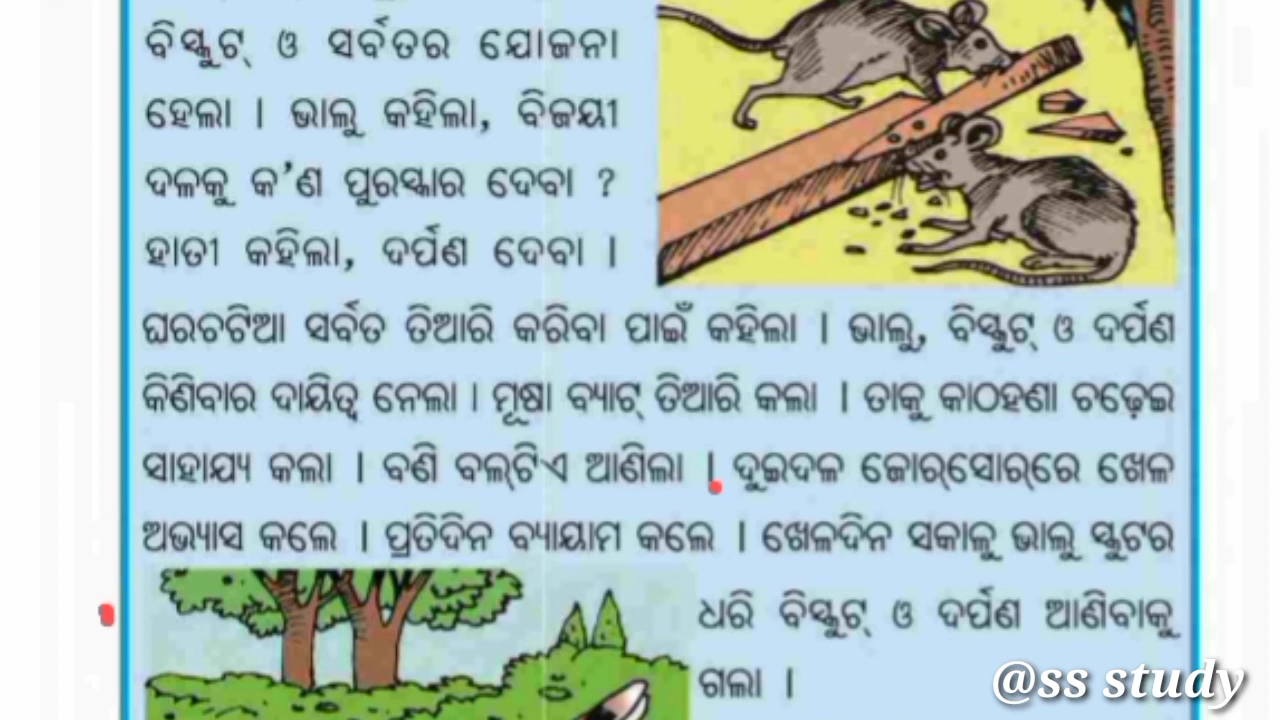 ବିସ୍କୁଟ୍ ଓ ସର୍ବତର ଯୋଜନା
ହେଲା । ଭାଲୁ କହିଲା, ବିଜୟୀ
ଦଳକୁ କ'ଣ ପୁରସ୍କାର ଦେବା ?
ହାତୀ କହିଲା, ଦର୍ପଣ ଦେବା ।
ଘରଚଟିଆ ସର୍ବତ ତିଆରି କରିବା ପାଇଁ କହିଲା । ଭାଲୁ, ବିସ୍କୁଟ୍ ଓ ଦର୍ପଣ
କିଣିବାର ଦାୟିତ୍ୱ ନେଲା । ମୂଷା ବ୍ୟାଟ୍ ତିଆରି କଲା । ତାକୁ କାଠହଣା ଚଢ଼େଇ
ସାହାଯ୍ୟ କଲା । ବଣି ବଲ୍‌ଟିଏ ଆଣିଲା । ଦୁଇଦଳ ଜୋର୍‌ସୋର୍‌ରେ ଖେଳ
ଅଭ୍ୟାସ କଲେ । ପ୍ରତିଦିନ ବ୍ୟାୟାମ କଲେ । ଖେଳଦିନ ସକାଳୁ ଭାଲୁ ସ୍କୁଟର
ଧରି ବିସ୍କୁଟ୍ ଓ ଦର୍ପଣ ଆଣିବାକୁ
ଗଲା ।
@ss study